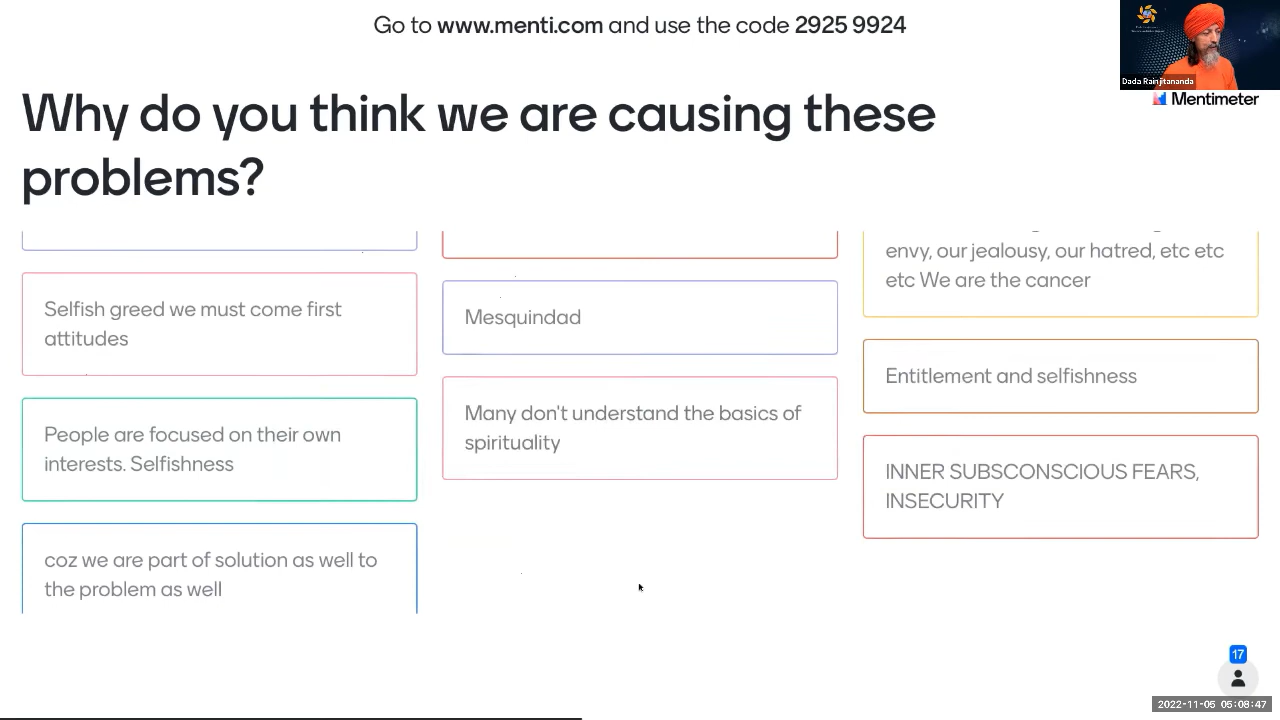 Go to www.menti.com and use the code 2925 9924
Dada Rainjitananda
Mentimeter
Why do you think we are causing these
problems?
Selfish greed we must come first
attitudes
People are focused on their own
interests. Selfishness
coz we are part of solution as well to
the problem as well
Mesquindad
Many don't understand the basics of
spirituality
envy, our jealousy, our hatred, etc etc
etc We are the cancer
Entitlement and selfishness
INNER SUBSCONSCIOUS FEARS,
INSECURITY
17
2022-11-05 05:08:47